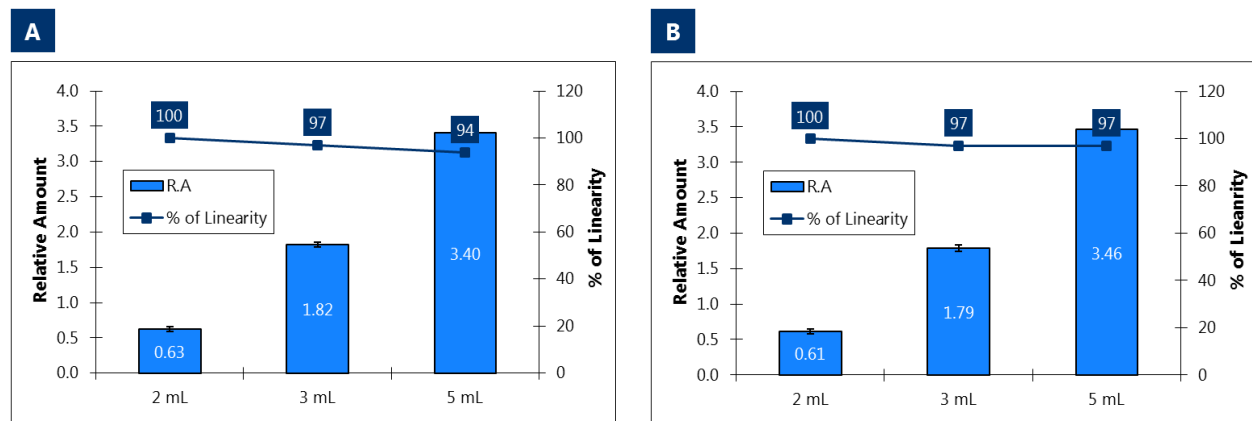 A
4.0
3.5
3.0
2.5
2.0
1.5
1.0
0.5
0.0
Relative Amount
120
100
80
60
40
20
0
% of Linearity
100
97
94
R.A
% of Linearity
0.63
1.82
3.40
2 mL
3 mL
5 mL
B
4.0
3.5
3.0
2.5
2.0
1.5
1.0
0.5
0.0
Relative Amount
120
100
80
60
40
20
0
% of Lieanrity
100
97
97
R.A
% of Linearity
0.61
1.79
3.46
2 mL
3 mL
5 mL